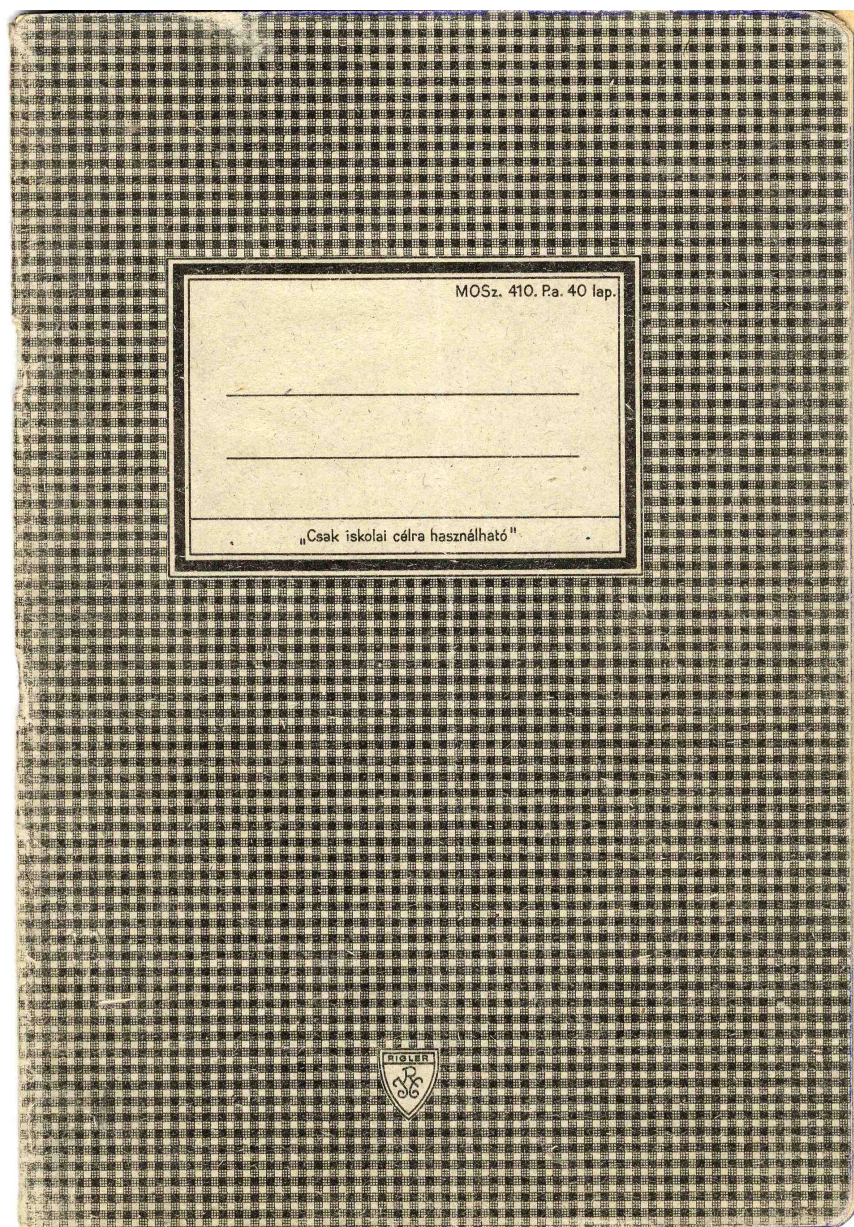 MOSz. 410. P.a. 40 lap.
„Csak iskolai célra használható"
RIGLER